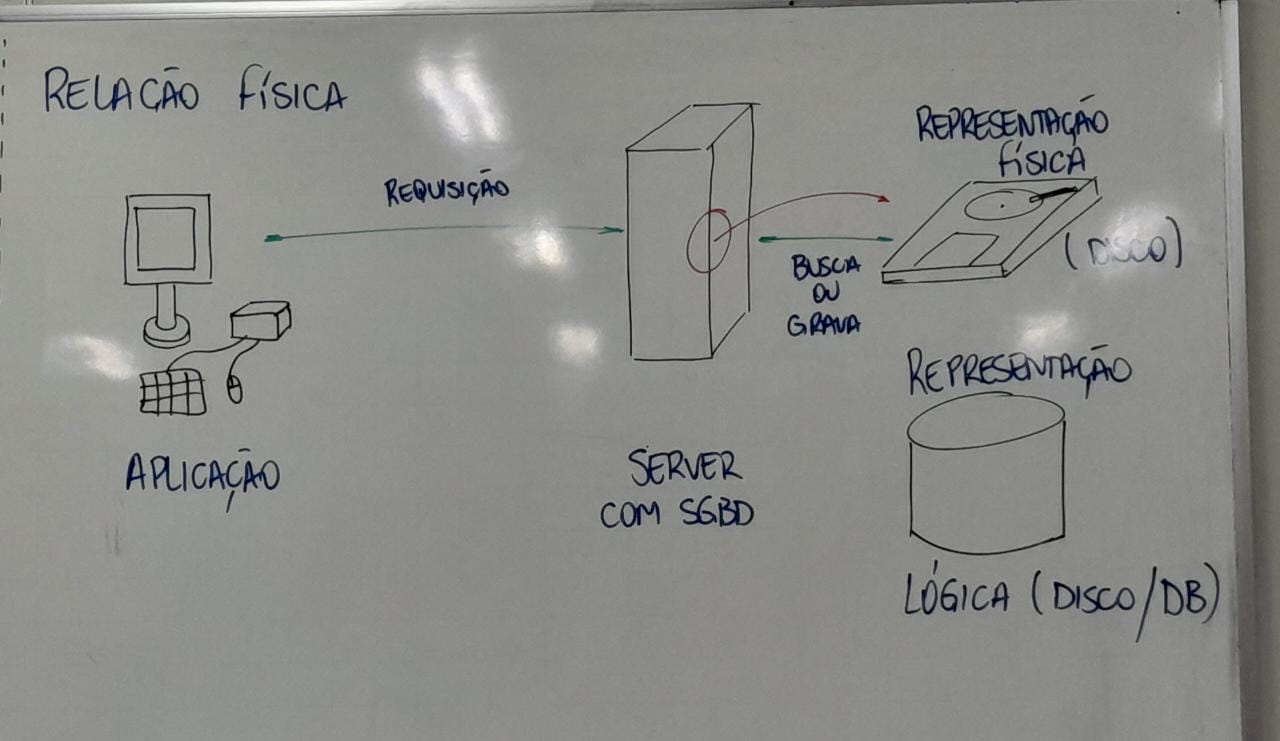 RELAÇÃO FÍSICA
REQUISIÇÃO
REPRESENTAÇÃO
FÍSICA
(DISCO)
BUSCA
OU
GRAVA
REPRESENTAÇÃO
APLICAÇÃO
SERVER
COM SGBD
LÓGICA (DISCO/DB)